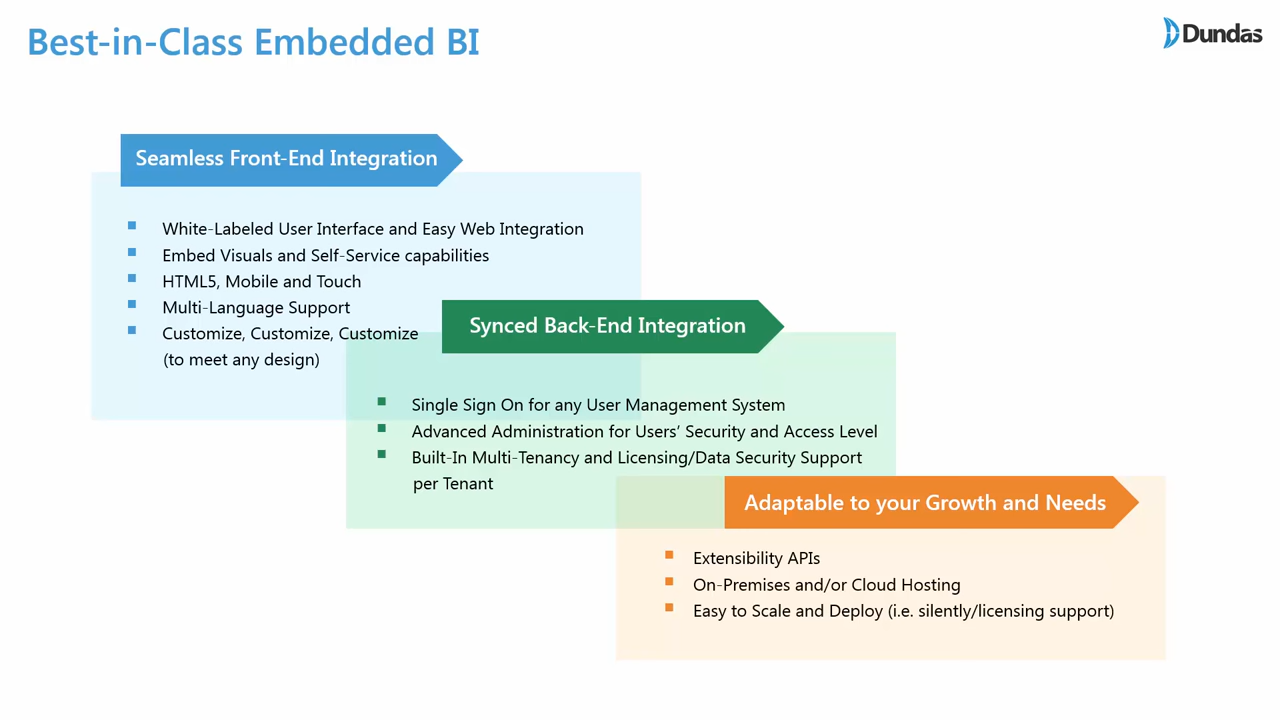 Best-in-Class Embedded BI
Dundas
Seamless Front-End Integration
White-Labeled User Interface and Easy Web Integration
Embed Visuals and Self-Service capabilities
HTML5, Mobile and Touch
Multi-Language Support
Customize, Customize, Customize
(to meet any design)
Synced Back-End Integration
Single Sign On for any User Management System
Advanced Administration for Users’ Security and Access Level
Built-In Multi-Tenancy and Licensing/Data Security Support
per Tenant
Adaptable to your Growth and Needs
Extensibility APIs
On-Premises and/or Cloud Hosting
Easy to Scale and Deploy (i.e. silently/licensing support)